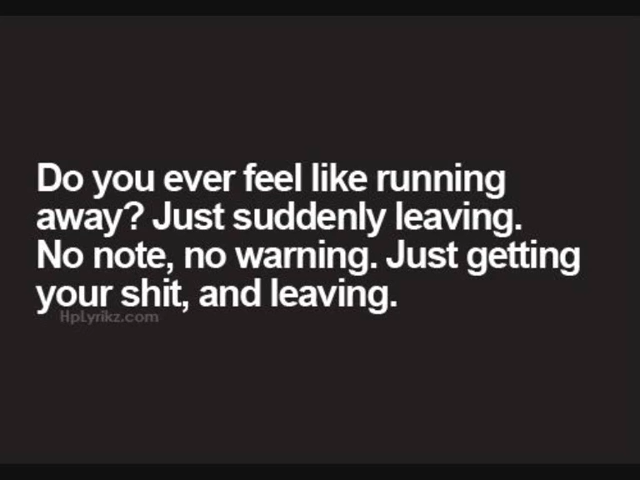 Do you ever feel like running
away? Just suddenly leaving.
No note, no warning. Just getting
your shit, and leaving.
HpLyrikz.com